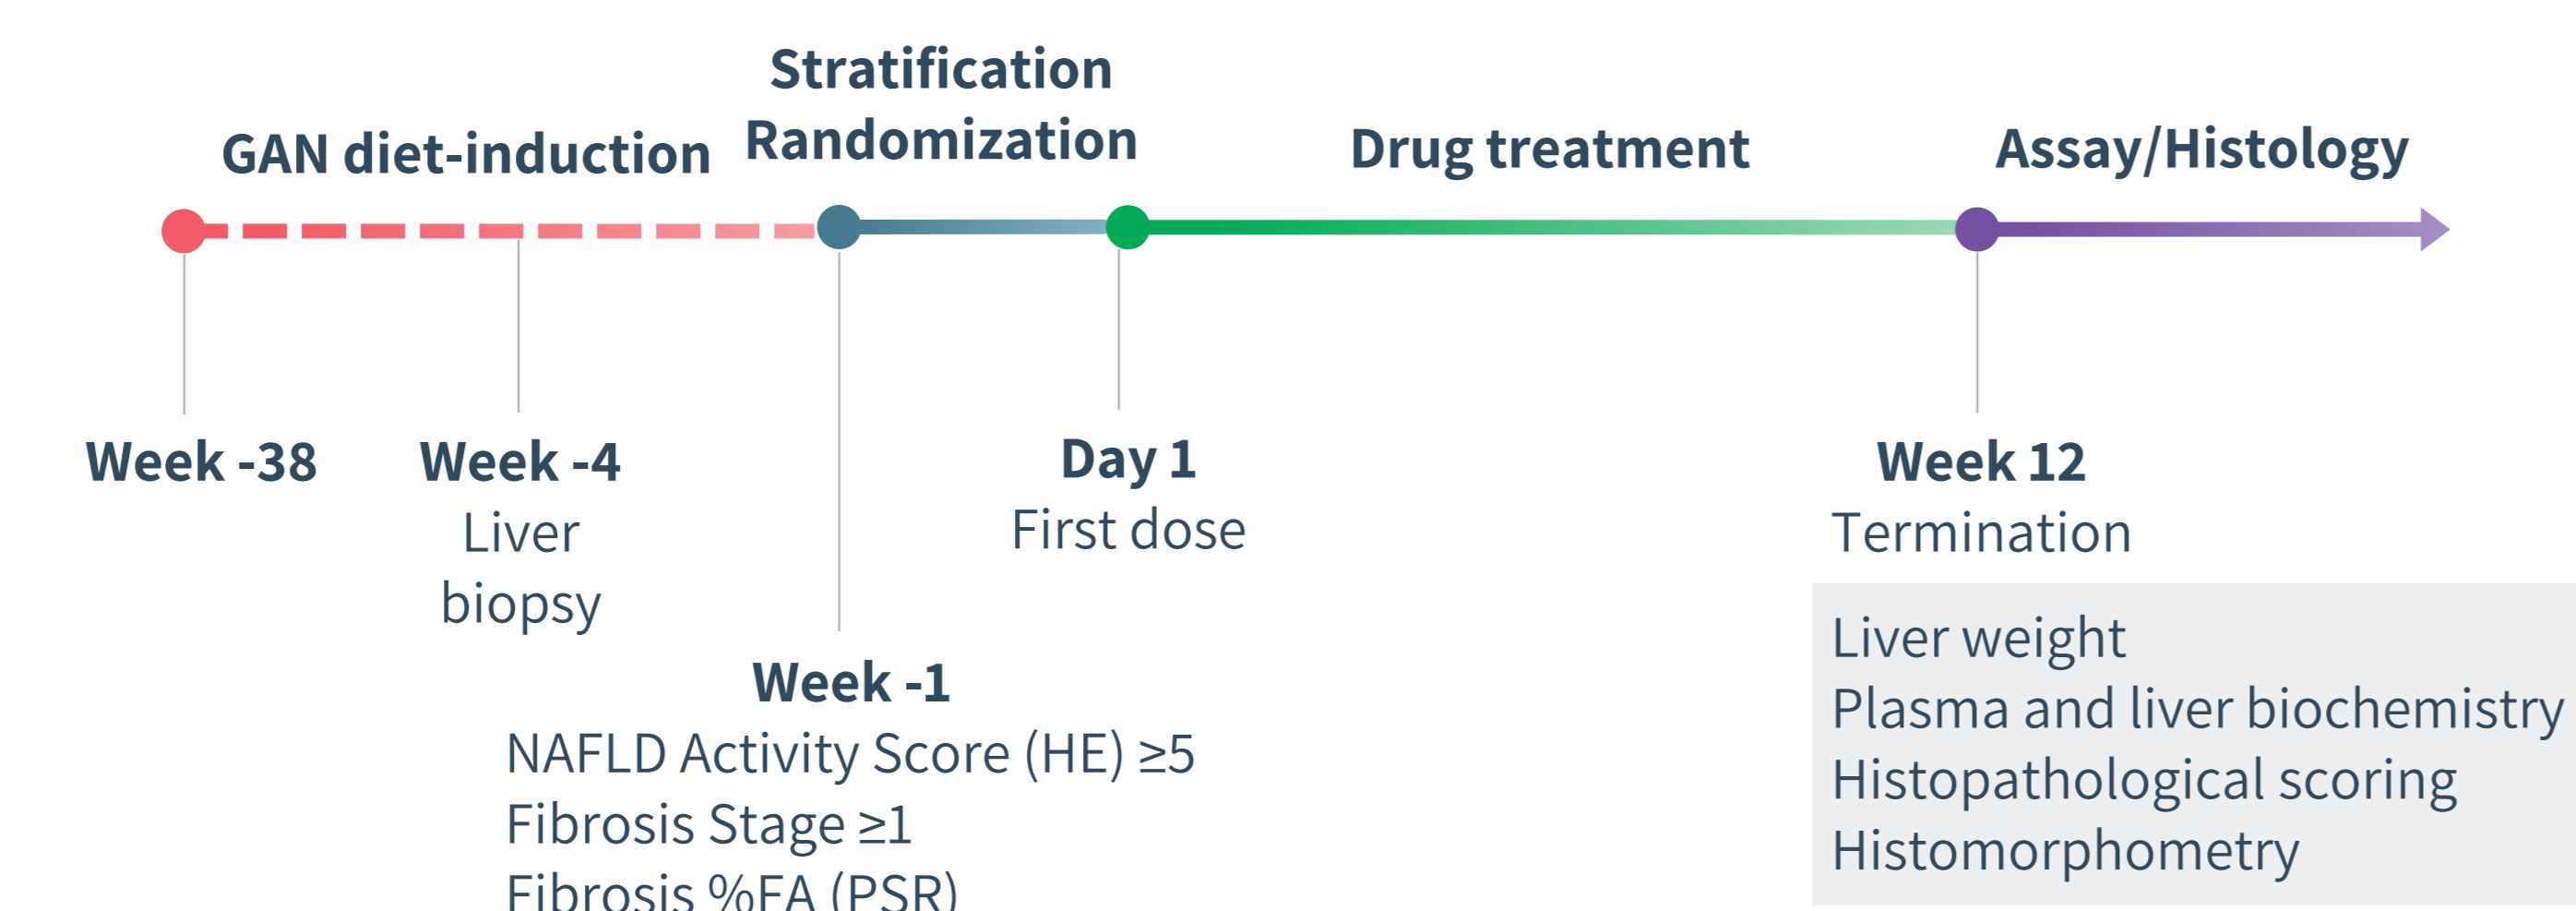 Stratification
Randomization
GAN diet-induction
Drug treatment
Assay/Histology
Week -38
Week -4
Liver
biopsy
Week -1
NAFLD Activity Score (HE) ≥5
Fibrosis Stage ≥1
Fibrosis %FA (PSR)
Day 1
First dose
Week 12
Termination
Liver weight
Plasma and liver biochemistry
Histopathological scoring
Histomorphometry